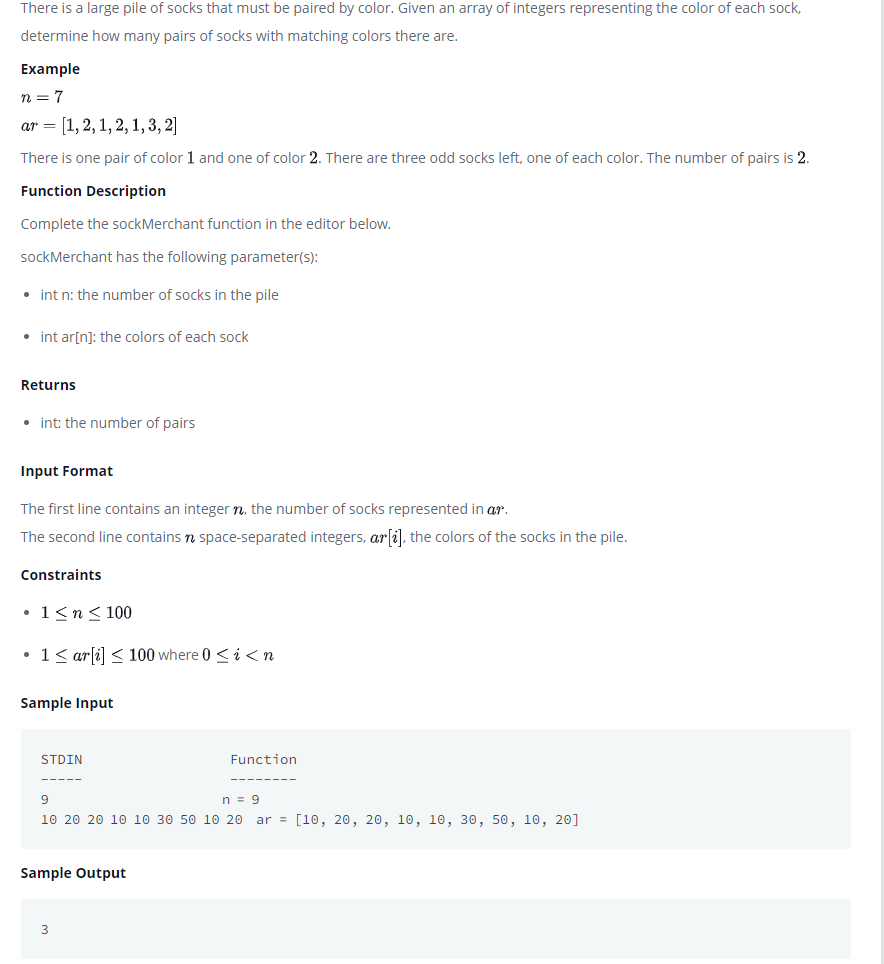 There is a large pile of socks that must be paired by color. Given an array of integers representing the color of each sock,
determine how many pairs of socks with matching colors there are.
Example
n = 7
ar = [1, 2, 1, 2, 1, 3, 2]
There is one pair of color 1 and one of color 2. There are three odd socks left, one of each color. The number of pairs is 2.
Function Description
Complete the sockMerchant function in the editor below.
sockMerchant has the following parameter(s):
• int n: the number of socks in the pile
• int ar[n]: the colors of each sock
Returns
• int: the number of pairs
Input Format
The first line contains an integer n, the number of socks represented in ar.
The second line contains n space-separated integers, ar[i], the colors of the socks in the pile.
Constraints
• 1 ≤ n ≤ 100
• 1 ≤ ar[i] ≤ 100 where 0 ≤ i < n
Sample Input
STDIN Function
----- --------
9 n = 9
10 20 20 10 10 30 50 10 20 ar = [10, 20, 20, 10, 10, 30, 50, 10, 20]
Sample Output
3